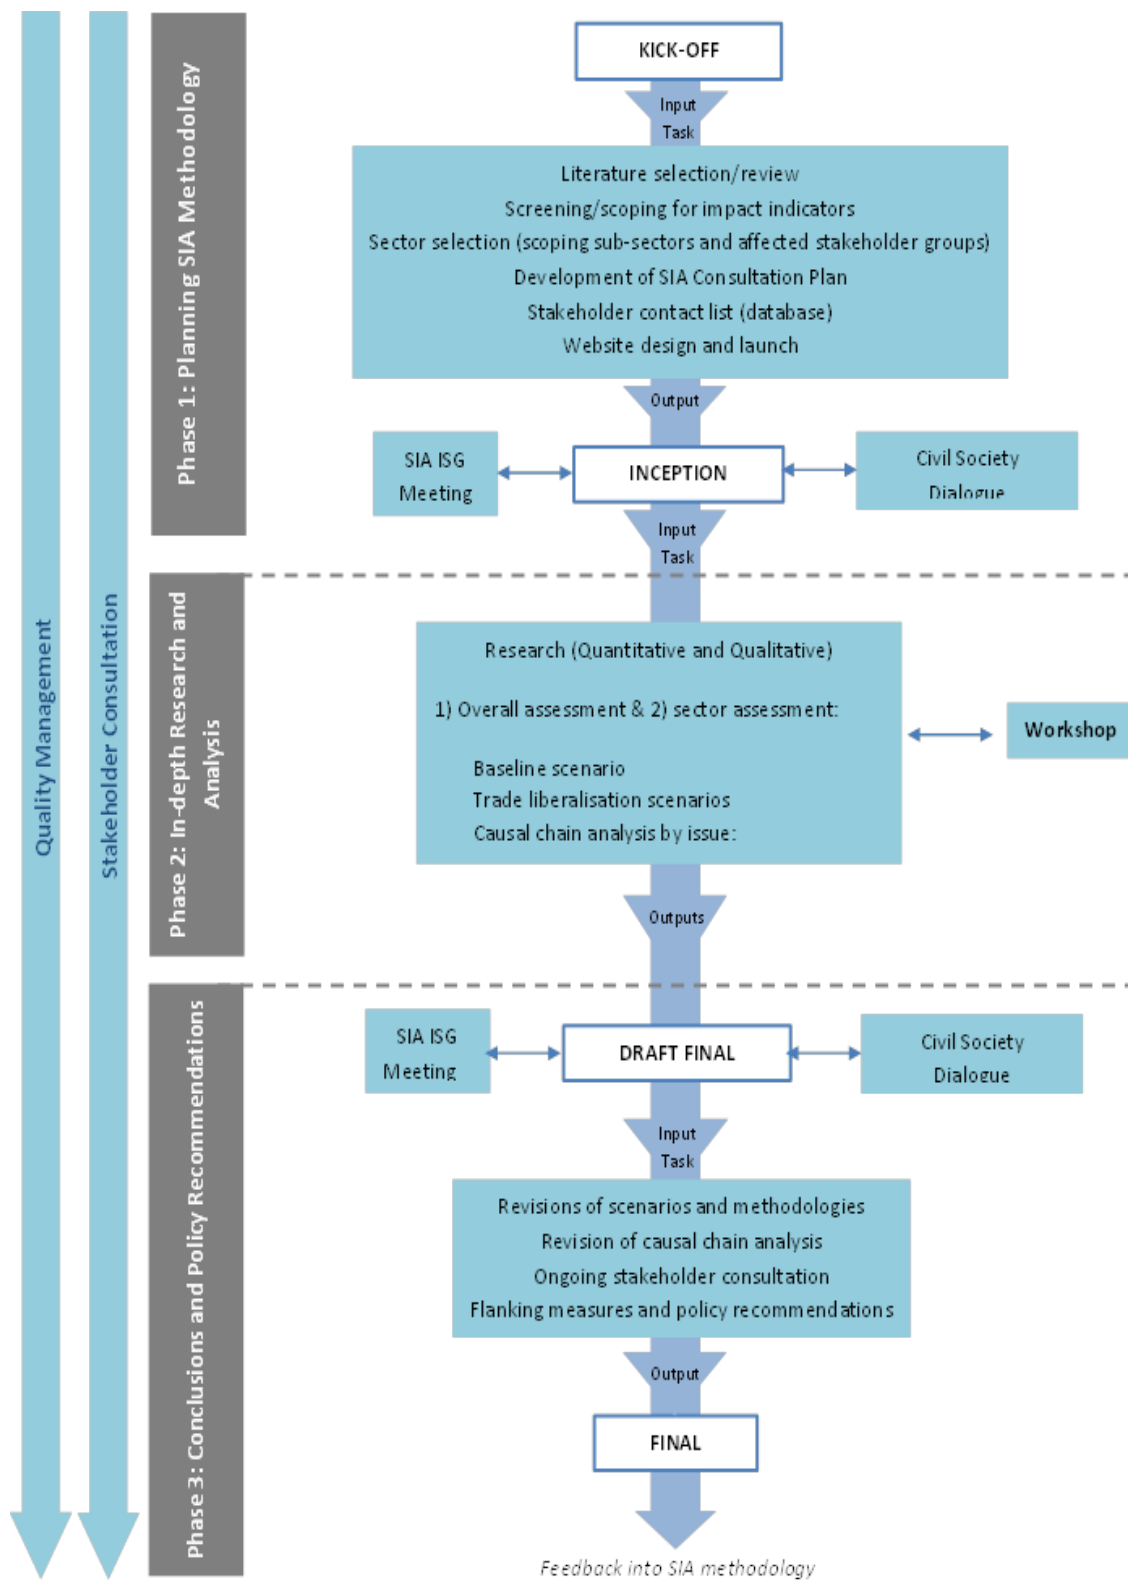 Quality Management
Stakeholder Consultation
Phase 1: Planning SIA Methodology
KICK-OFF
Input
Task
Literature selection/review
Screening/scoping for impact indicators
Sector selection (scoping sub-sectors and affected stakeholder groups)
Development of SIA Consultation Plan
Stakeholder contact list (database)
Website design and launch
Output
SIA ISG
Meeting
INCEPTION
Civil Society
Dialogue
Input
Task
Phase 2: In-depth Research and
Analysis
Research (Quantitative and Qualitative)
1) Overall assessment & 2) sector assessment:
Baseline scenario
Trade liberalisation scenarios
Causal chain analysis by issue:
Workshop
Outputs
Phase 3: Conclusions and Policy Recommendations
SIA ISG
Meeting
DRAFT FINAL
Civil Society
Dialogue
Input
Task
Revisions of scenarios and methodologies
Revision of causal chain analysis
Ongoing stakeholder consultation
Flanking measures and policy recommendations
Output
FINAL
Feedback into SIA methodology